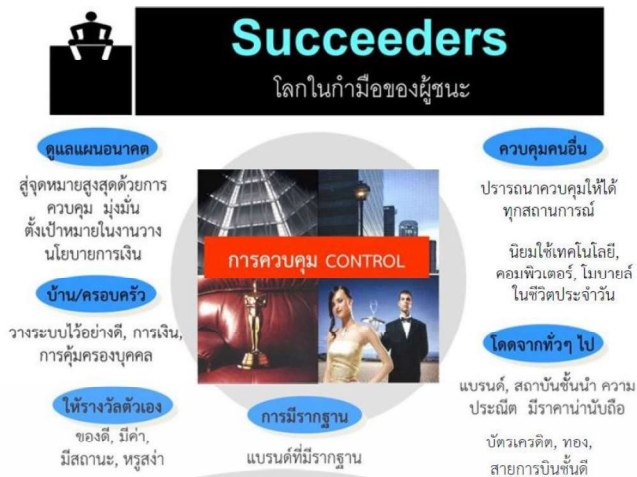 Succeeders
โลกในกำมือของผู้ชนะ
ดูแลแผนอนาคต
สู่จุดหมายสูงสุดด้วยการ
ควบคุม มุ่งมั่น
ตั้งเป้าหมายในงานวาง
นโยบายการเงิน
บ้าน/ครอบครัว
วางระบบไว้อย่างดี, การเงิน,
การคุ้มครองบุคคล
ให้รางวัลตัวเอง
ของดี, มีค่า,
มีสถานะ, หรูสง่า
การควบคุม CONTROL
การมีรากฐาน
แบรนด์ที่มีรากฐาน
ควบคุมคนอื่น
ปรารถนาควบคุมให้ได้
ทุกสถานการณ์
นิยมใช้เทคโนโลยี,
คอมพิวเตอร์, โมบายล์
ในชีวิตประจำวัน
โดดจากทั่วๆ ไป
แบรนด์, สถาบันชั้นนำ ความ
ประณีต มีราคาน่านับถือ
บัตรเครดิต, ทอง,
สายการบินชั้นดี